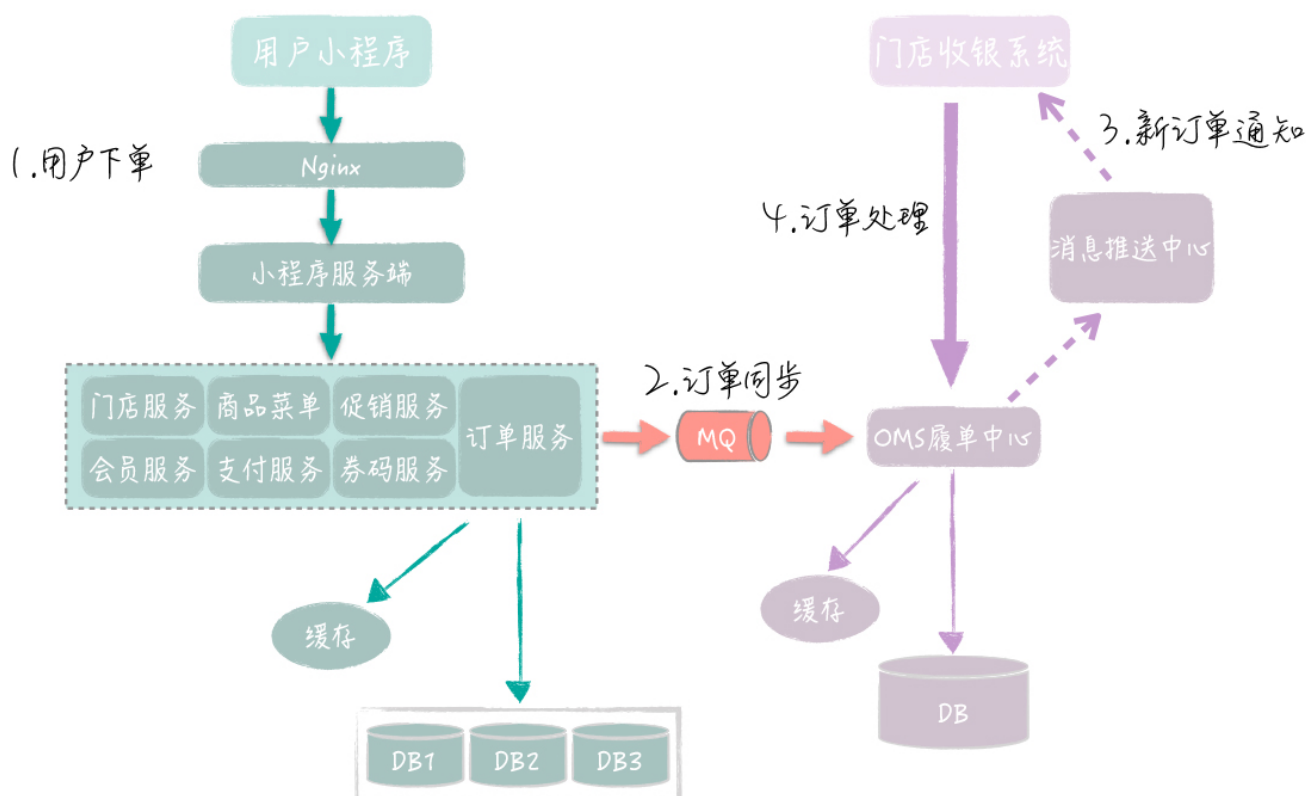 用户小程序
门店收银系统
1.用户下单
Nginx
3.新订单通知
4.订单处理
小程序服务端
消息推送中心
门店服务
商品菜单
促销服务
订单服务
会员服务
支付服务
券码服务
2.订单同步
MQ
OMS履单中心
缓存
缓存
DB
DB1
DB2
DB3